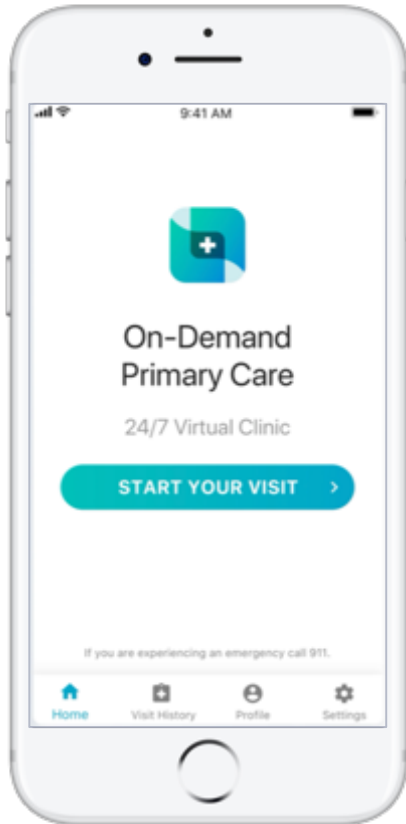 9:41 AM
On-Demand
Primary Care
24/7 Virtual Clinic
START YOUR VISIT >
If you are experiencing an emergency call 911.
Home Visit History Profile Settings